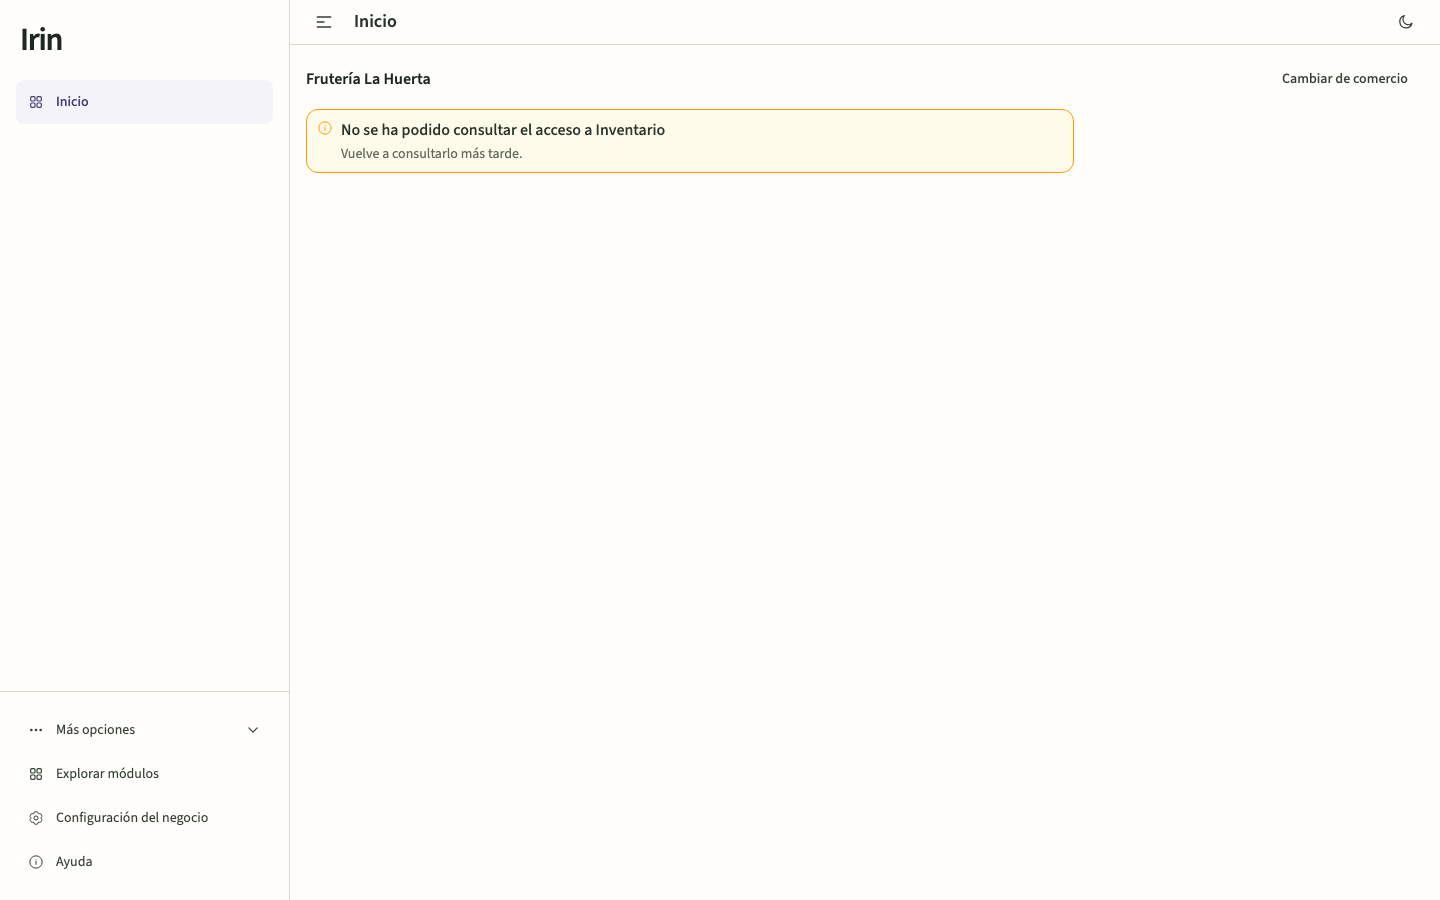 Irin
Inicio
Más opciones
Explorar módulos
Configuración del negocio
Ayuda
Inicio
Frutería La Huerta
Cambiar de comercio
No se ha podido consultar el acceso a Inventario
Vuelve a consultarlo más tarde.